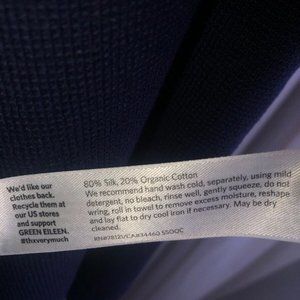 We'd like our
clothes back.
Recycle them at
our US stores
and support
GREEN EILEEN.
#thxverymuch
80% Silk, 20% Organic Cotton
We recommend hand wash cold, separately, using mild
detergent, no bleach, rinse well, gently squeeze, do not
wring, roll in towel to remove excess moisture, reshape
and lay flat to dry cool iron if necessary. May be dry
cleaned